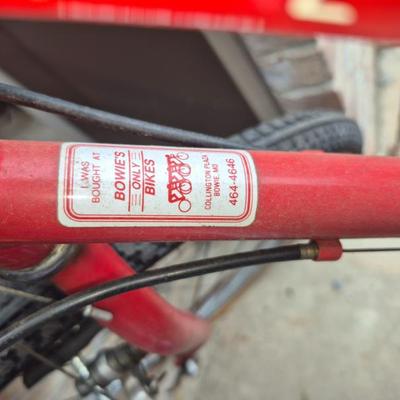 I WAS
BOUGHT AT
BOWIE'S
ONLY
BIKES
COLLINGTON PLAZA
BOWIE, MD
464-4646